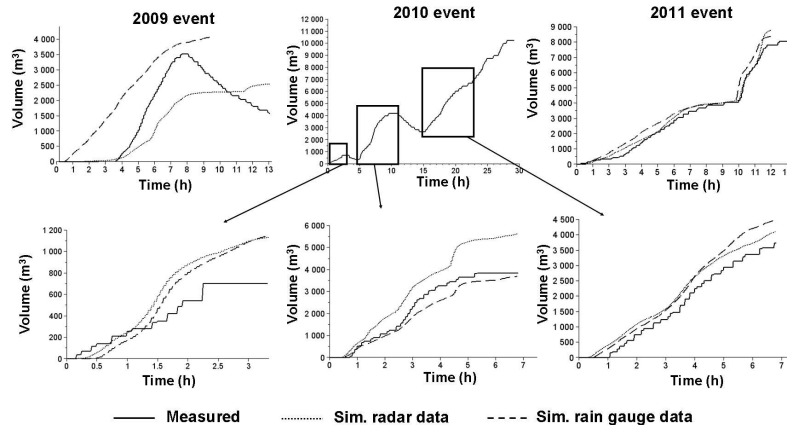 2009 event
2010 event
2011 event
Volume (m³)
4 000
3 500
3 000
2 500
2 000
1 500
1 000
500
0
0 1 2 3 4 5 6 7 8 9 10 11 12 13
Time (h)
Volume (m³)
12 000
11 000
10 000
9 000
8 000
7 000
6 000
5 000
4 000
3 000
2 000
1 000
0
0 5 10 15 20 25 30
Time (h)
Volume (m³)
9 000
8 000
7 000
6 000
5 000
4 000
3 000
2 000
1 000
0
0 1 2 3 4 5 6 7 8 9 10 11 12 13
Time (h)
Volume (m³)
1 200
1 000
800
600
400
200
0
0 0.5 1 1.5 2 2.5 3
Time (h)
Volume (m³)
6 000
5 000
4 000
3 000
2 000
1 000
0
0 1 2 3 4 5 6 7
Time (h)
Volume (m³)
4 500
4 000
3 500
3 000
2 500
2 000
1 500
1 000
500
0
0 1 2 3 4 5 6 7
Time (h)
Measured
Sim. radar data
Sim. rain gauge data